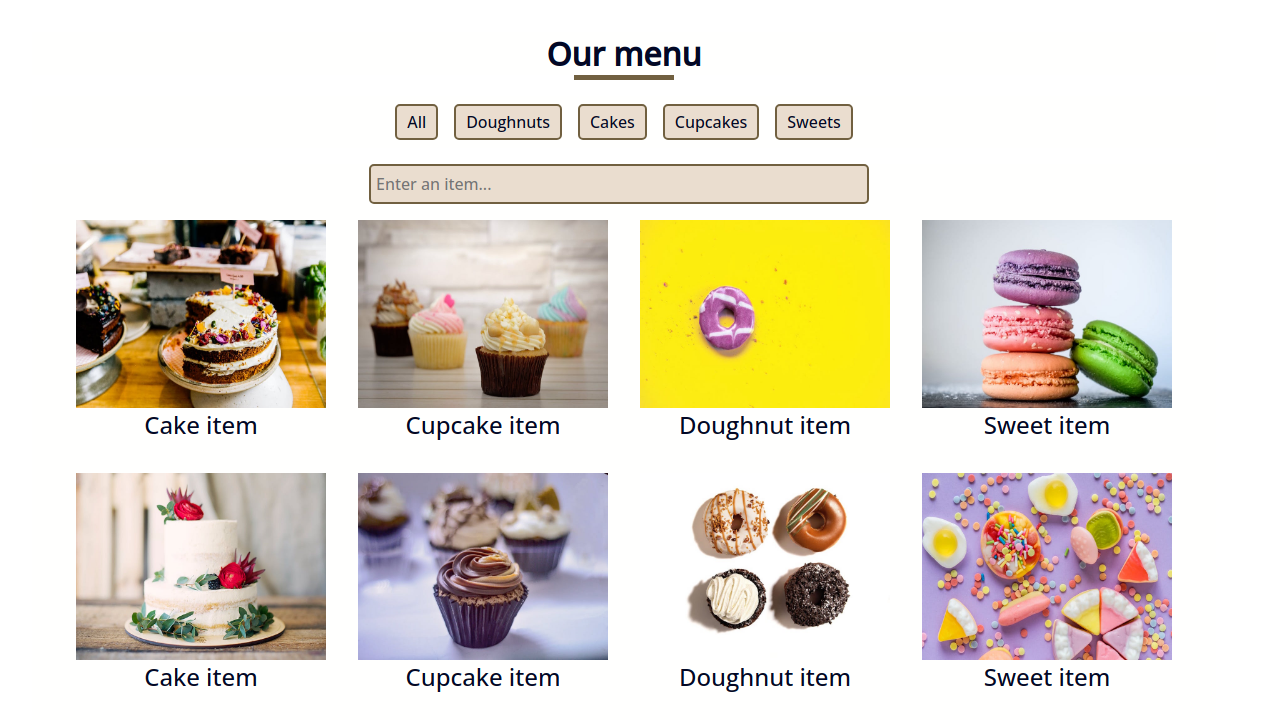 Our menu
All Doughnuts Cakes Cupcakes Sweets
Enter an item...
Cake item Cupcake item Doughnut item Sweet item
Cake item Cupcake item Doughnut item Sweet item